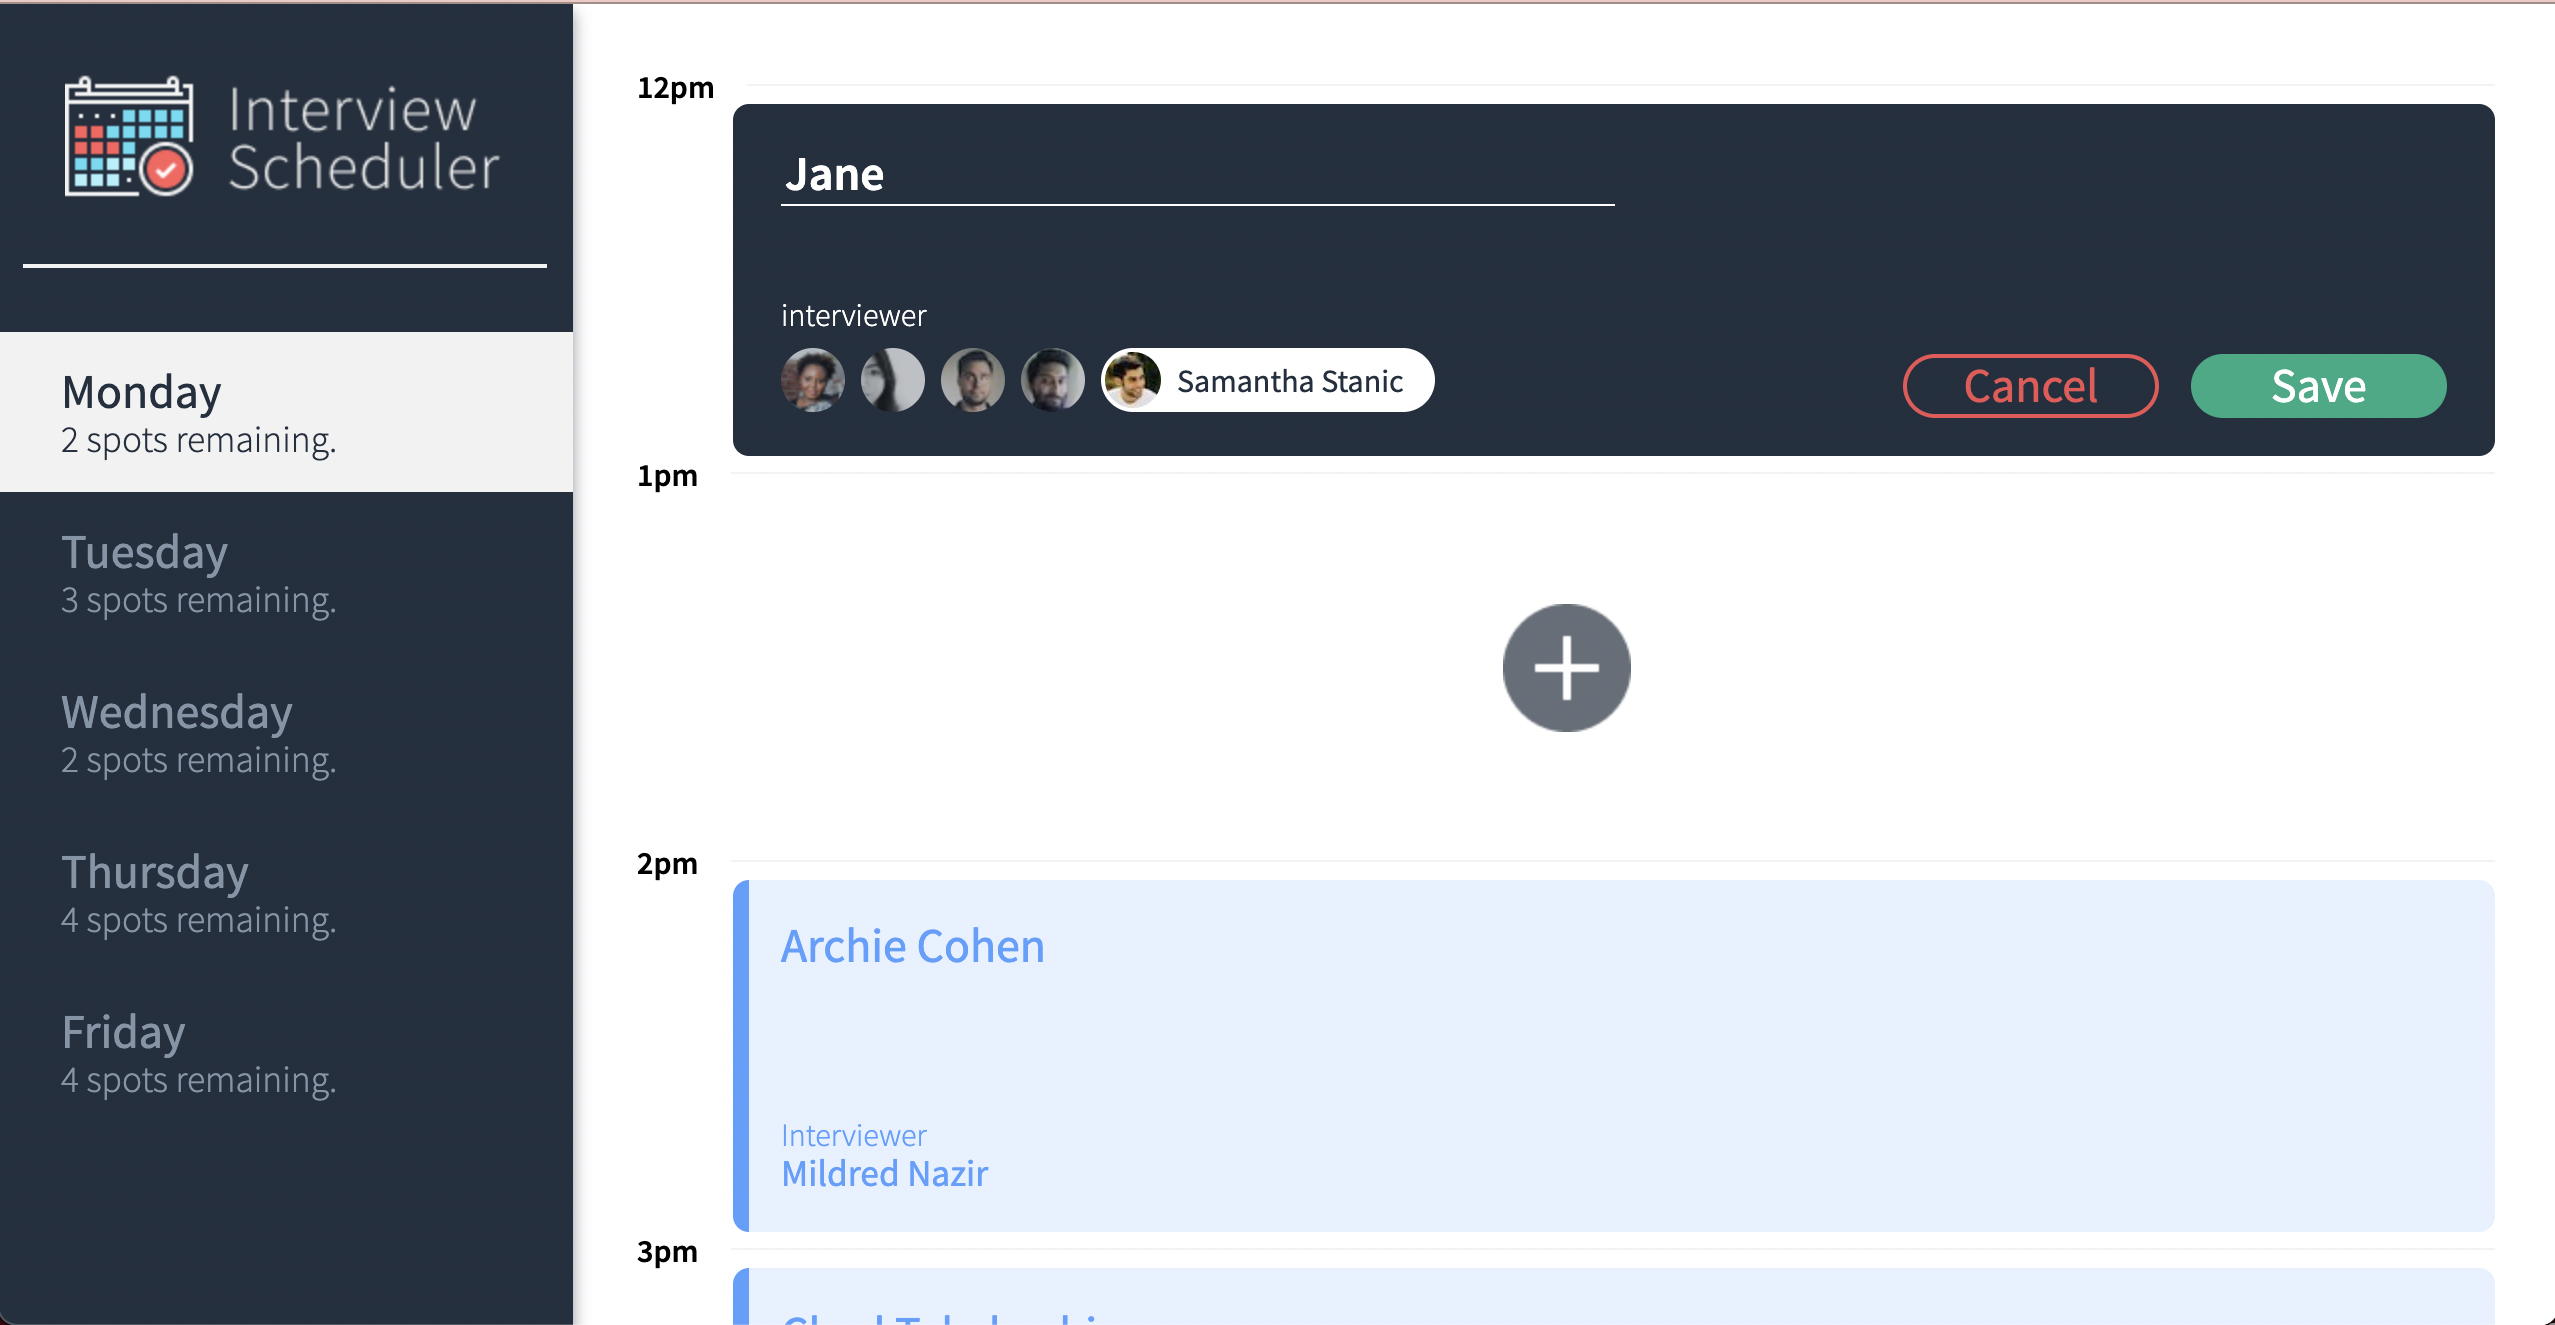 Interview
Scheduler
Monday
2 spots remaining.
Tuesday
3 spots remaining.
Wednesday
2 spots remaining.
Thursday
4 spots remaining.
Friday
4 spots remaining.
12pm
Jane
interviewer
Samantha Stanic
Cancel
Save
1pm
2pm
Archie Cohen
Interviewer
Mildred Nazir
3pm